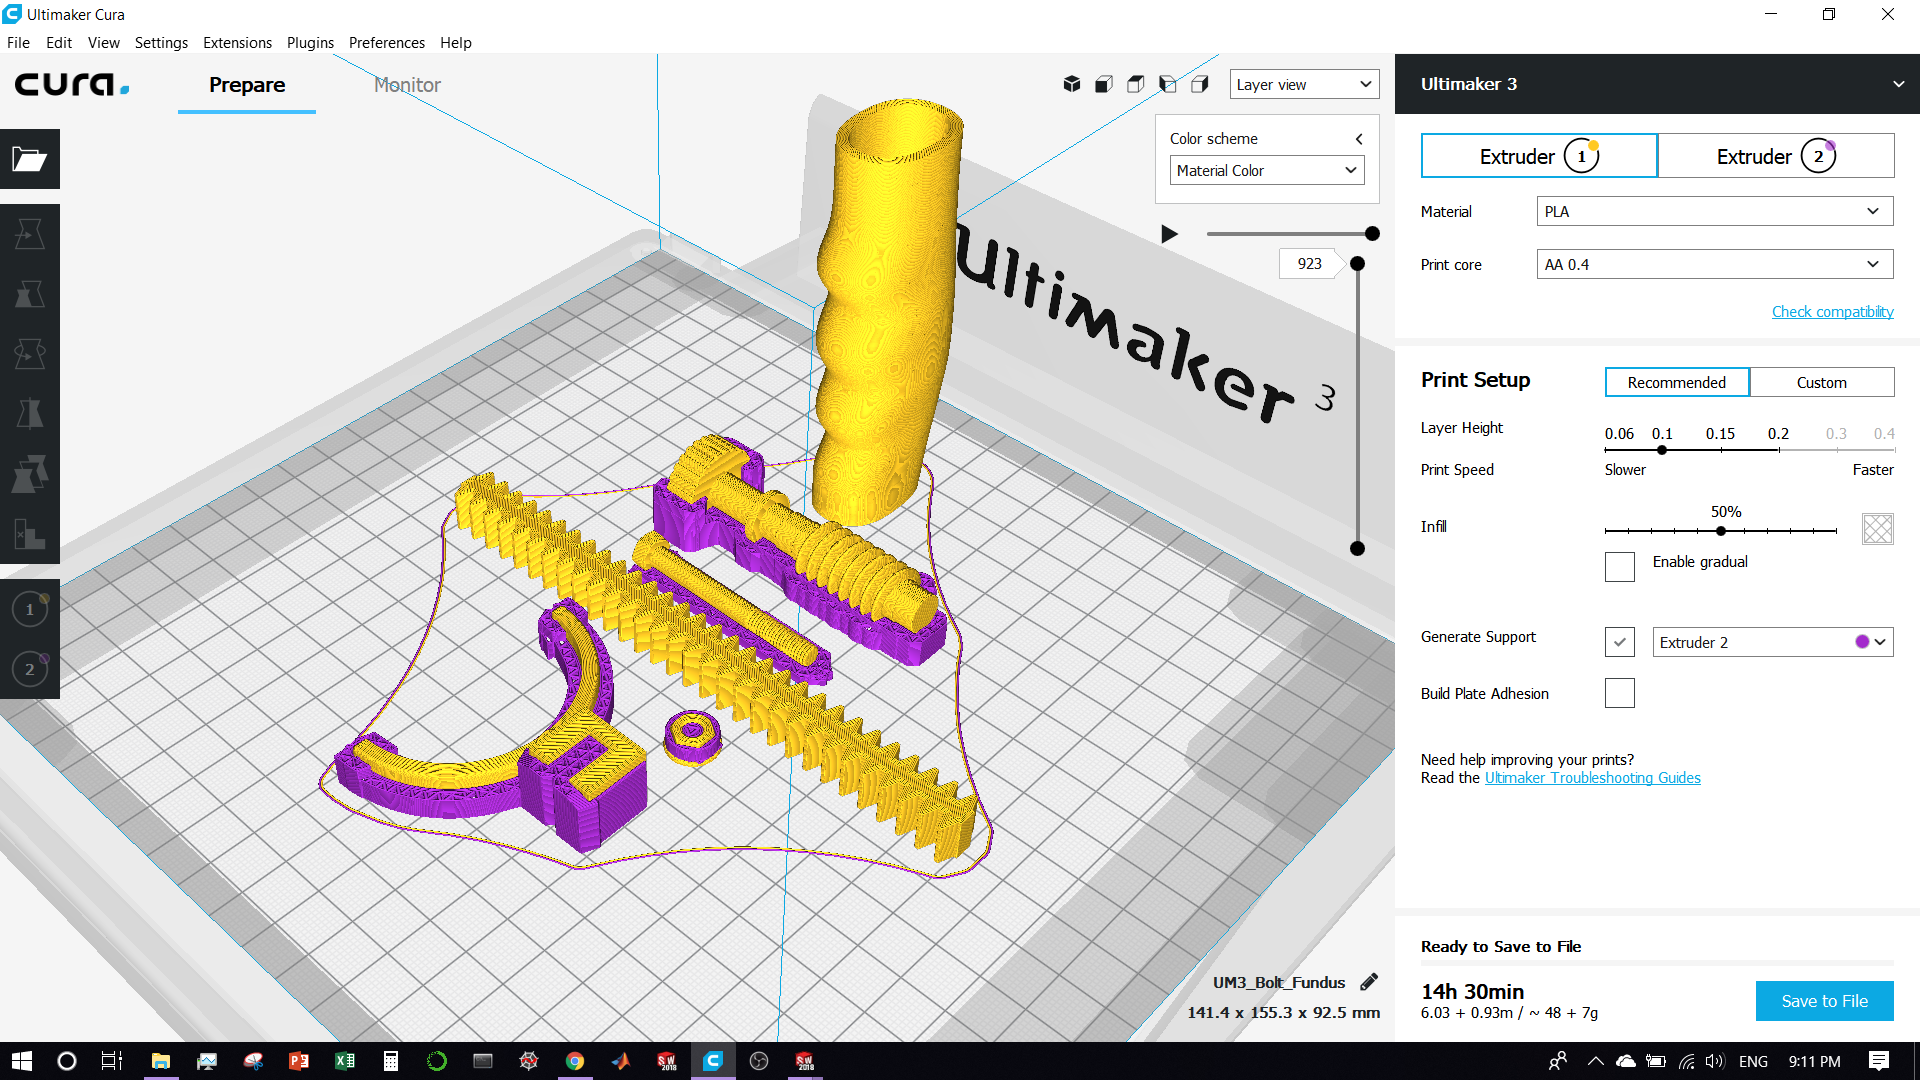 Ultimaker Cura
File Edit View Settings Extensions Plugins Preferences Help
cura.
Prepare
Monitor
Layer view
Color scheme
Material Color
923
Ultimaker 3
UM3_Bolt_Fundus
141.4 x 155.3 x 92.5 mm
1
2
Ultimaker 3
Extruder 1
Extruder 2
Material PLA
Print core AA 0.4
Check compatibility
Print Setup Recommended Custom
Layer Height 0.06 0.1 0.15 0.2 0.3 0.4
Print Speed Slower Faster
50%
Infill
Enable gradual
Generate Support Extruder 2
Build Plate Adhesion
Need help improving your prints?
Read the Ultimaker Troubleshooting Guides
Ready to Save to File
14h 30min
6.03 + 0.93m / ~ 48 + 7g
Save to File
ENG 9:11 PM